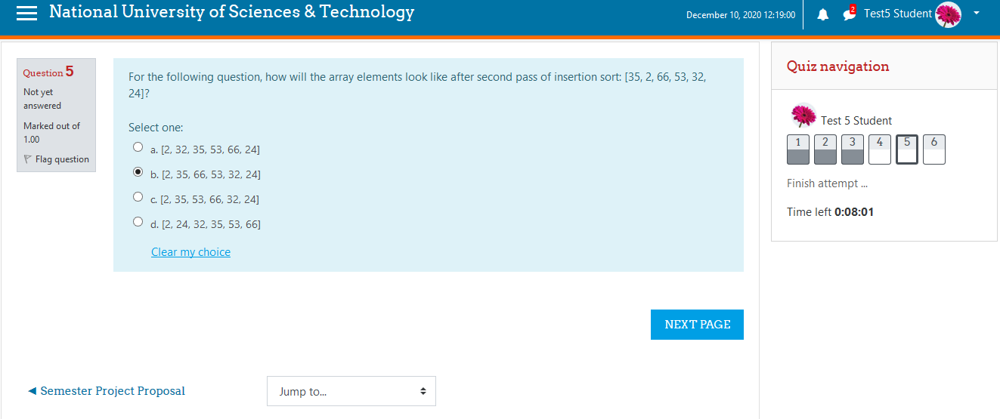 National University of Sciences & Technology
December 10, 2020 12:19:00
2
Test5 Student
Question 5
Not yet
answered
Marked out of
1.00
Flag question
For the following question, how will the array elements look like after second pass of insertion sort: [35, 2, 66, 53, 32,
24]?
Select one:
a. [2, 32, 35, 53, 66, 24]
b. [2, 35, 66, 53, 32, 24]
c. [2, 35, 53, 66, 32, 24]
d. [2, 24, 32, 35, 53, 66]
Clear my choice
NEXT PAGE
◄ Semester Project Proposal
Jump to...
Quiz navigation
Test 5 Student
1 2 3 4 5 6
Finish attempt ...
Time left 0:08:01